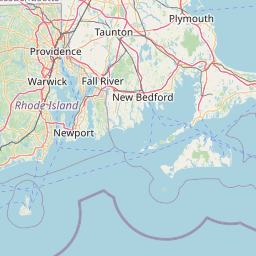 Plymouth
Taunton
Providence
Warwick
Fall River
New Bedford
Rhode Island
Newport